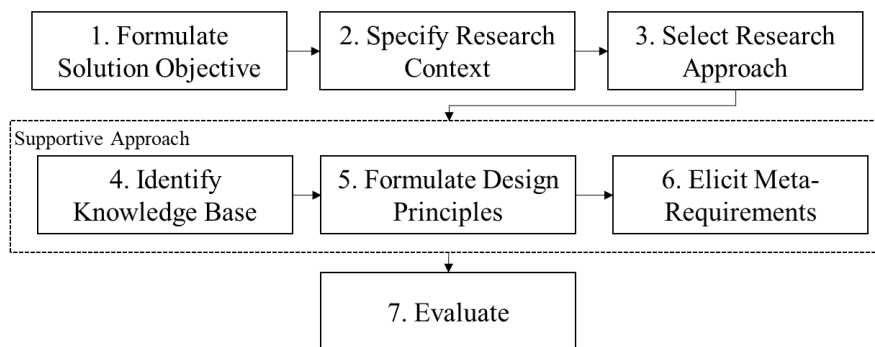 1. Formulate
Solution Objective
2. Specify Research
Context
3. Select Research
Approach
Supportive Approach
4. Identify
Knowledge Base
5. Formulate Design
Principles
6. Elicit Meta-
Requirements
7. Evaluate